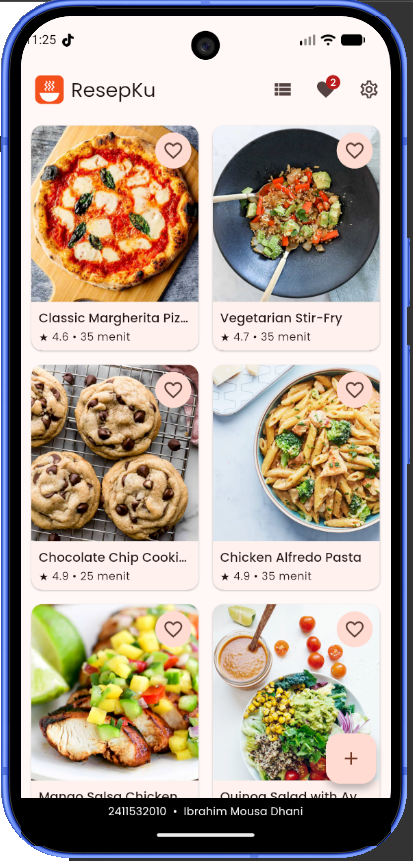 11:25
ResepKu
2
Classic Margherita Piz...
★ 4.6 • 35 menit
Vegetarian Stir-Fry
★ 4.7 • 35 menit
Chocolate Chip Cooki...
★ 4.9 • 25 menit
Chicken Alfredo Pasta
★ 4.9 • 35 menit
Mango Salsa Chicken
Quinoa Salad with Av...
+
2411532010 • Ibrahim Mousa Dhani